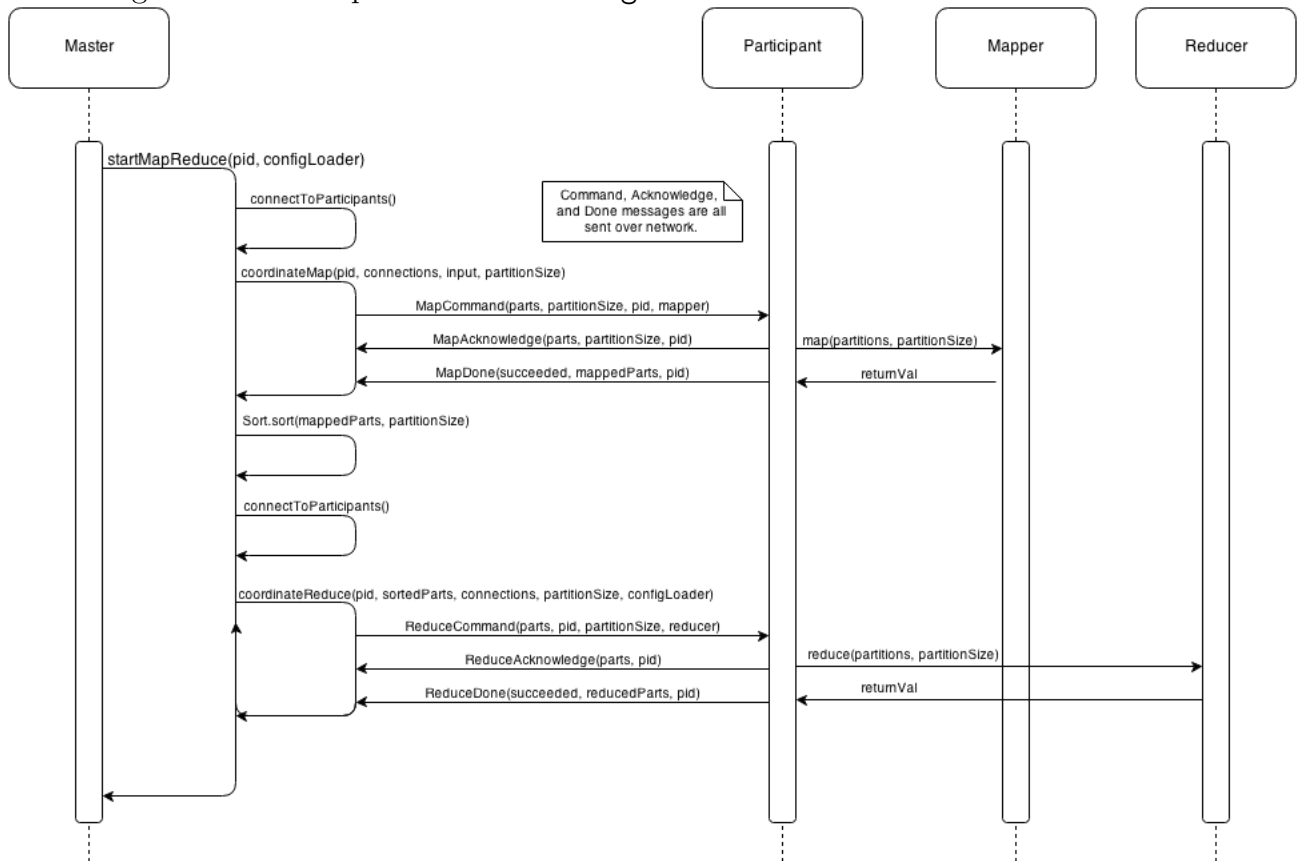 Master
Participant
Mapper
Reducer
startMapReduce(pid, configLoader)
connectToParticipants()
Command, Acknowledge,
and Done messages are all
sent over network.
coordinateMap(pid, connections, input, partitionSize)
MapCommand(parts, partitionSize, pid, mapper)
MapAcknowledge(parts, partitionSize, pid)
map(partitions, partitionSize)
MapDone(succeeded, mappedParts, pid)
returnVal
Sort.sort(mappedParts, partitionSize)
connectToParticipants()
coordinateReduce(pid, sortedParts, connections, partitionSize, configLoader)
ReduceCommand(parts, pid, partitionSize, reducer)
ReduceAcknowledge(parts, pid)
reduce(partitions, partitionSize)
ReduceDone(succeeded, reducedParts, pid)
returnVal